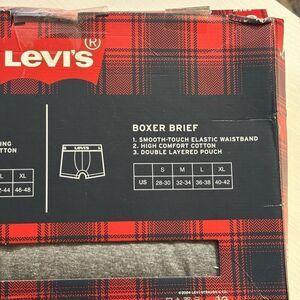 LEVI'S®
BOXER BRIEF
1. SMOOTH-TOUCH ELASTIC WAISTBAND
2. HIGH COMFORT COTTON
3. DOUBLE LAYERED POUCH
LEVI'S
S M L XL
US 28-30 32-34 36-38 40-42
L XL
46-48